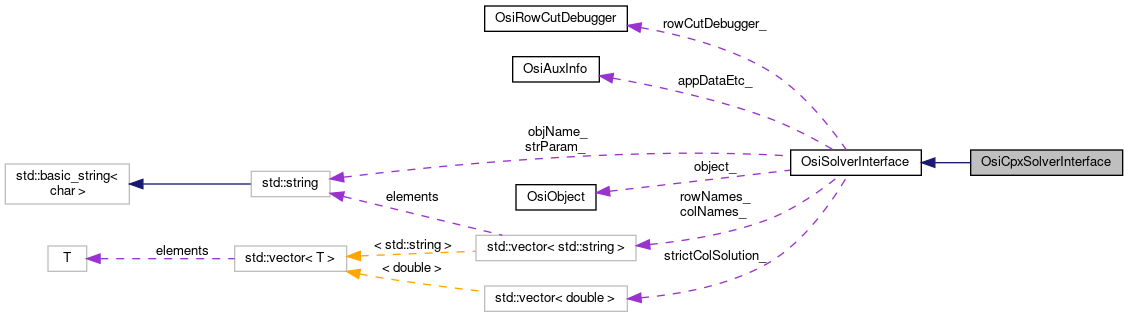 OsiRowCutDebugger
rowCutDebugger_
OsiAuxInfo
appDataEtc_
objName_
strParam_
OsiSolverInterface
OsiCpxSolverInterface
std::basic_string<
char >
std::string
object_
OsiObject
elements
rowNames_
colNames_
T
elements
std::vector< T >
< std::string >
std::vector< std::string >
strictColSolution_
< double >
std::vector< double >